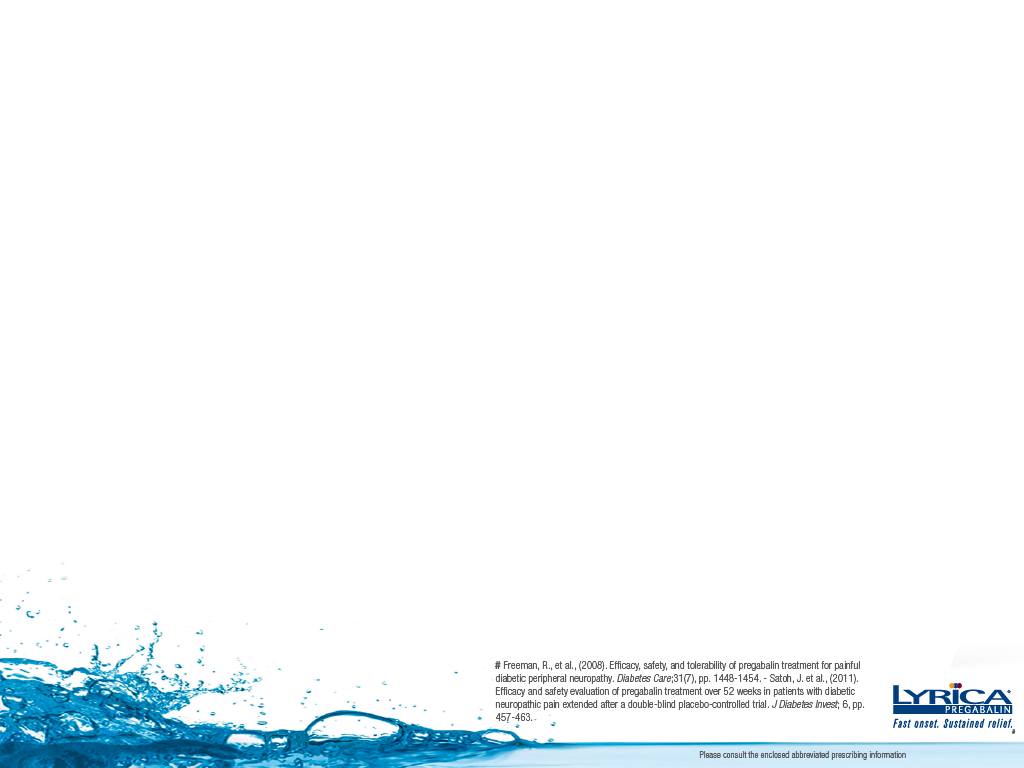 # Freeman, R., et al., (2008). Efficacy, safety, and tolerability of pregabalin treatment for painful
diabetic peripheral neuropathy. Diabetes Care;31(7), pp. 1448-1454. - Satoh, J. et al., (2011).
Efficacy and safety evaluation of pregabalin treatment over 52 weeks in patients with diabetic
neuropathic pain extended after a double-blind placebo-controlled trial. J Diabetes Invest; 6, pp.
457-463.
LYRICA®
PREGABALIN
Fast onset. Sustained relief.
#
Please consult the enclosed abbreviated prescribing information